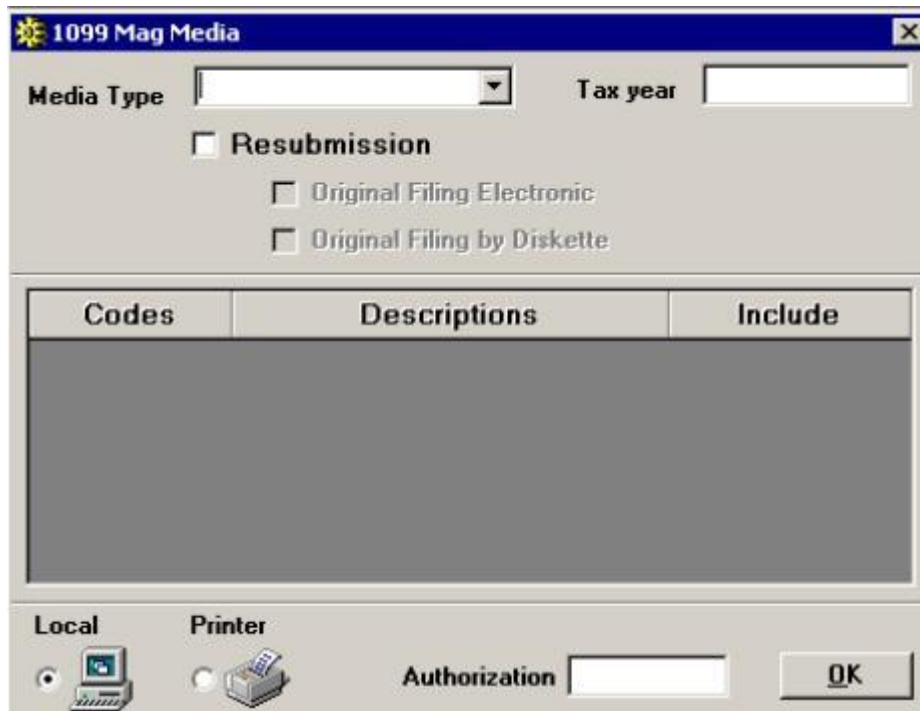 1099 Mag Media
Media Type
Tax year
Resubmission
Original Filing Electronic
Original Filing by Diskette
Codes Descriptions Include
Local Printer
Authorization
OK